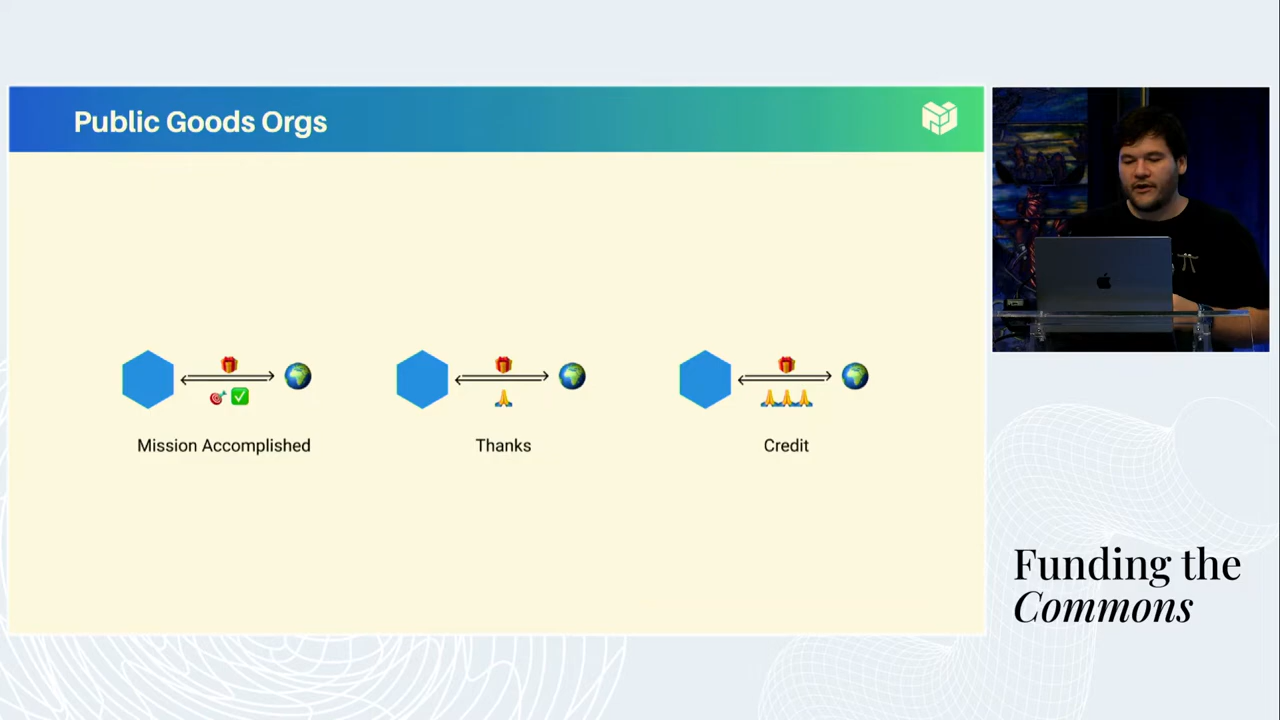 Public Goods Orgs
Mission Accomplished
Thanks
Credit
Funding the
Commons